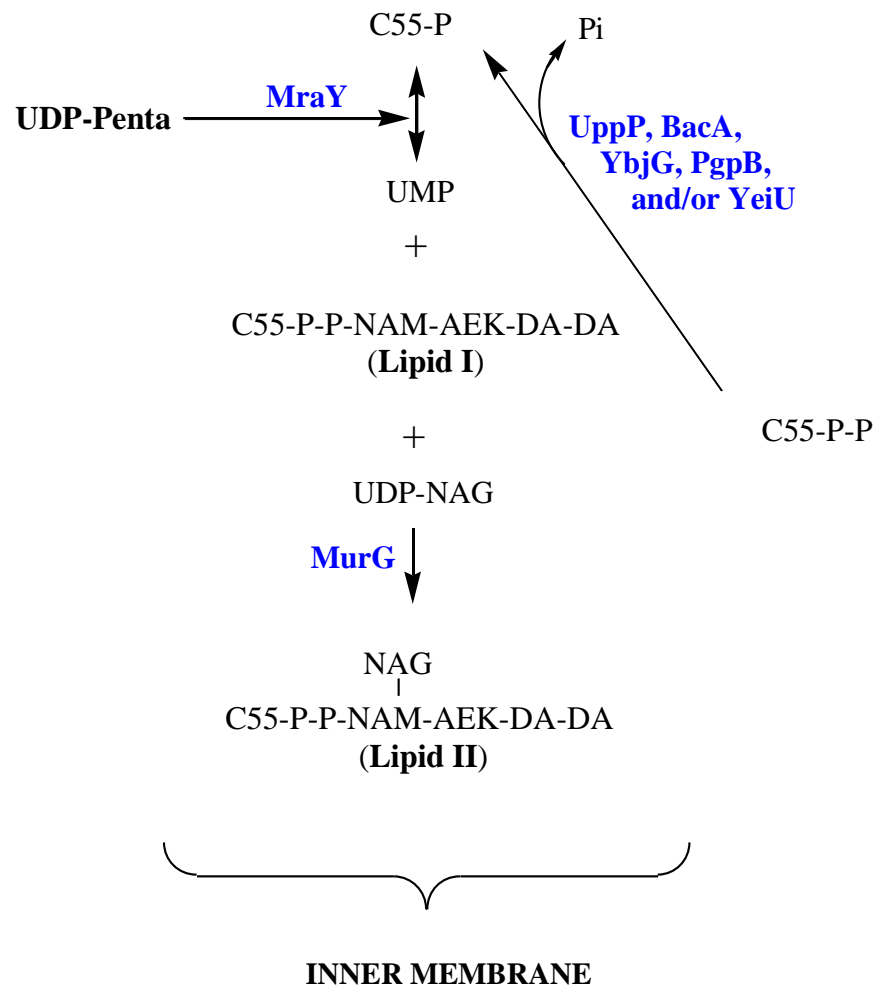 C55-P
Pi
MraY
UDP-Penta
UppP, BacA,
YbjG, PgpB,
and/or YeiU
UMP
+
C55-P-P-NAM-AEK-DA-DA
(Lipid I)
C55-P-P
+
UDP-NAG
MurG
NAG
C55-P-P-NAM-AEK-DA-DA
(Lipid II)
INNER MEMBRANE